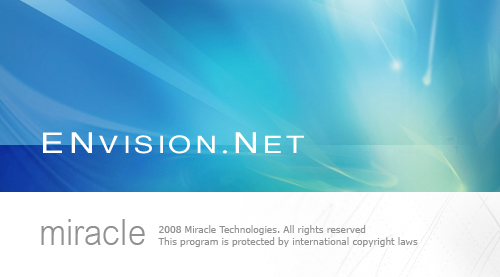 ENVISION.NET
miracle
2008 Miracle Technologies. All rights reserved
This program is protected by international copyright laws